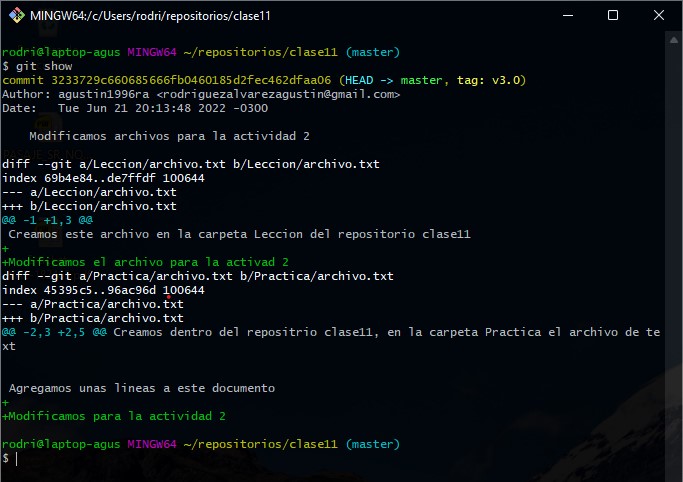 MINGW64:/c/Users/rodri/repositorios/clase11
rodri@laptop-agus MINGW64 ~/repositorios/clase11 (master)
$ git show
commit 3233729c660685666fb0460185d2fec462dfaa06 (HEAD -> master, tag: v3.0)
Author: agustin1996ra <rodriguezalvarezagustin@gmail.com>
Date:   Tue Jun 21 20:13:48 2022 -0300
    Modificamos archivos para la actividad 2
diff --git a/Leccion/archivo.txt b/Leccion/archivo.txt
index 69b4e84..de7ffdf 100644
--- a/Leccion/archivo.txt
+++ b/Leccion/archivo.txt
@@ -1 +1,3 @@
 Creamos este archivo en la carpeta Leccion del repositorio clase11
+
+Modificamos el archivo para la activad 2
diff --git a/Practica/archivo.txt b/Practica/archivo.txt
index 45395c5..96ac96d 100644
--- a/Practica/archivo.txt
+++ b/Practica/archivo.txt
@@ -2,3 +2,5 @@ Creamos dentro del repositrio clase11, en la carpeta Practica el archivo de te
xt
 Agregamos unas lineas a este documento
+
+Modificamos para la actividad 2
rodri@laptop-agus MINGW64 ~/repositorios/clase11 (master)
$